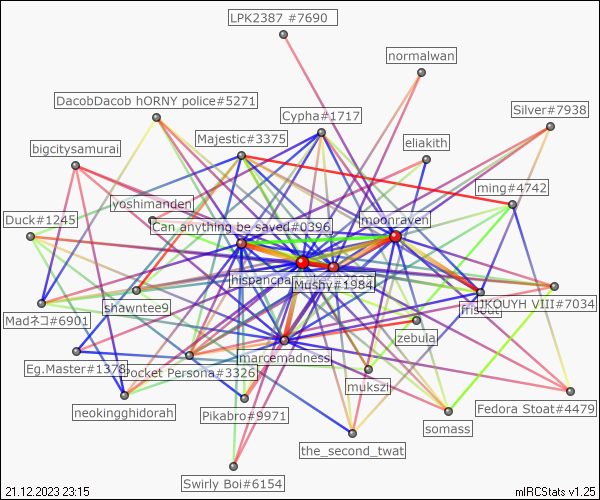 LPK2387 #7690
normalwan
DacobDacob hORNY police#5271
Cypha#1717
Silver#7938
Majestic#3375
eliakith
bigcitysamurai
ming#4742
yoshimanden
moonraven
Duck#1245
Can anything be saved#0396
hispancpa
Mushy#1984
JKOUYH VIII#7034
shawntee9
Madネコ#6901
zebula
marcemadness
Eg.Master#1378
Pocket Persona#3326
mukszi
neokingghidorah
Pikabro#9971
Fedora Stoat#4479
somass
the_second_twat
Swirly Boi#6154
21.12.2023 23:15
mIRCStats v1.25